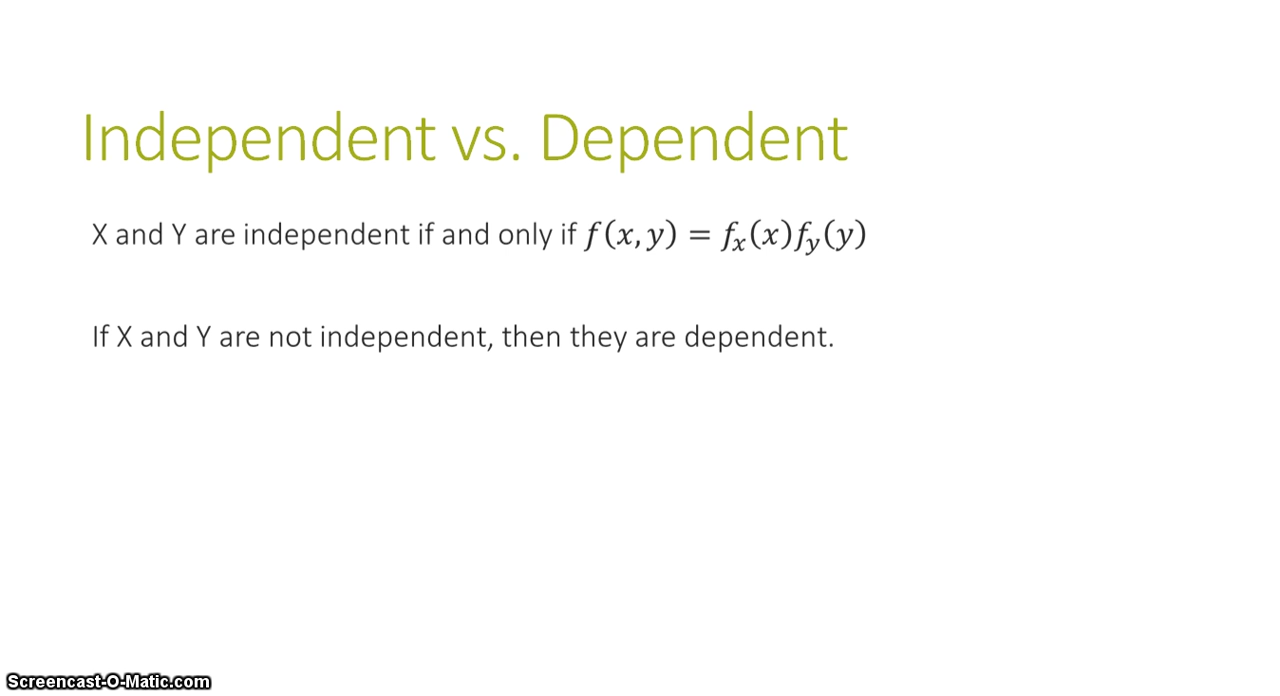 Independent vs. Dependent
X and Y are independent if and only if f(x, y) = fₓ(x)f_y(y)
If X and Y are not independent, then they are dependent.
Screencast-O-Matic.com